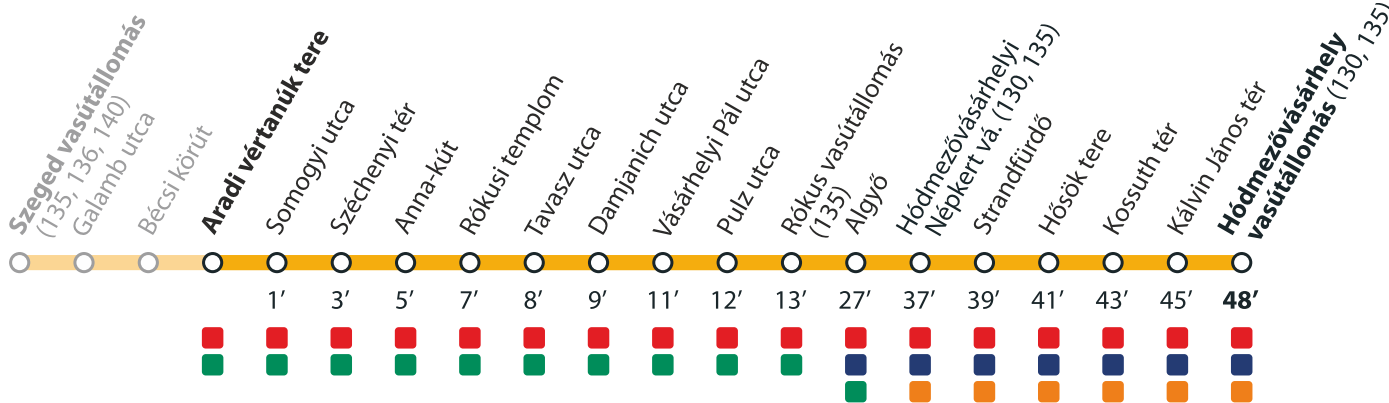 Szeged vasútállomás
(135, 136, 140)
Galamb utca
Bécsi körút
Aradi vértanúk tere
Somogyi utca
Széchenyi tér
Anna-kút
Rókusi templom
Tavasz utca
Damjanich utca
Vásárhelyi Pál utca
Pulz utca
Rókus vasútállomás
(135)
Algyő
Hódmezővásárhelyi
Népkert vá. (130, 135)
Strandfürdő
Hősök tere
Kossuth tér
Kálvin János tér
Hódmezővásárhely
vasútállomás (130, 135)
1’ 3’ 5’ 7’ 8’ 9’ 11’ 12’ 13’ 27’ 37’ 39’ 41’ 43’ 45’ 48’